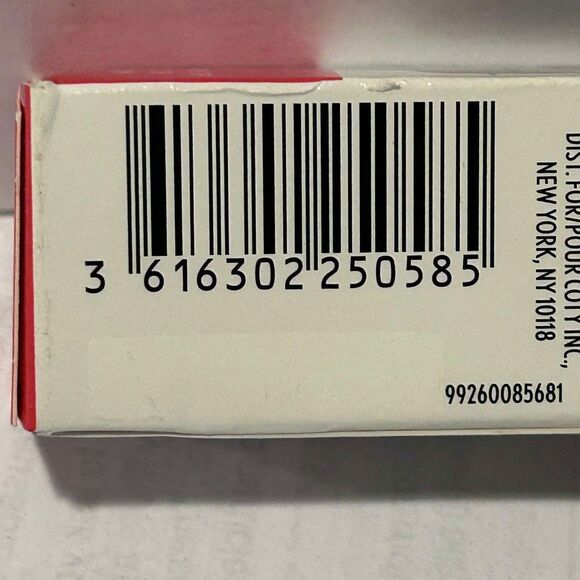 3 616302 250585
DIST. FOR/POUR COTY INC.,
NEW YORK, NY 10118
99260085681